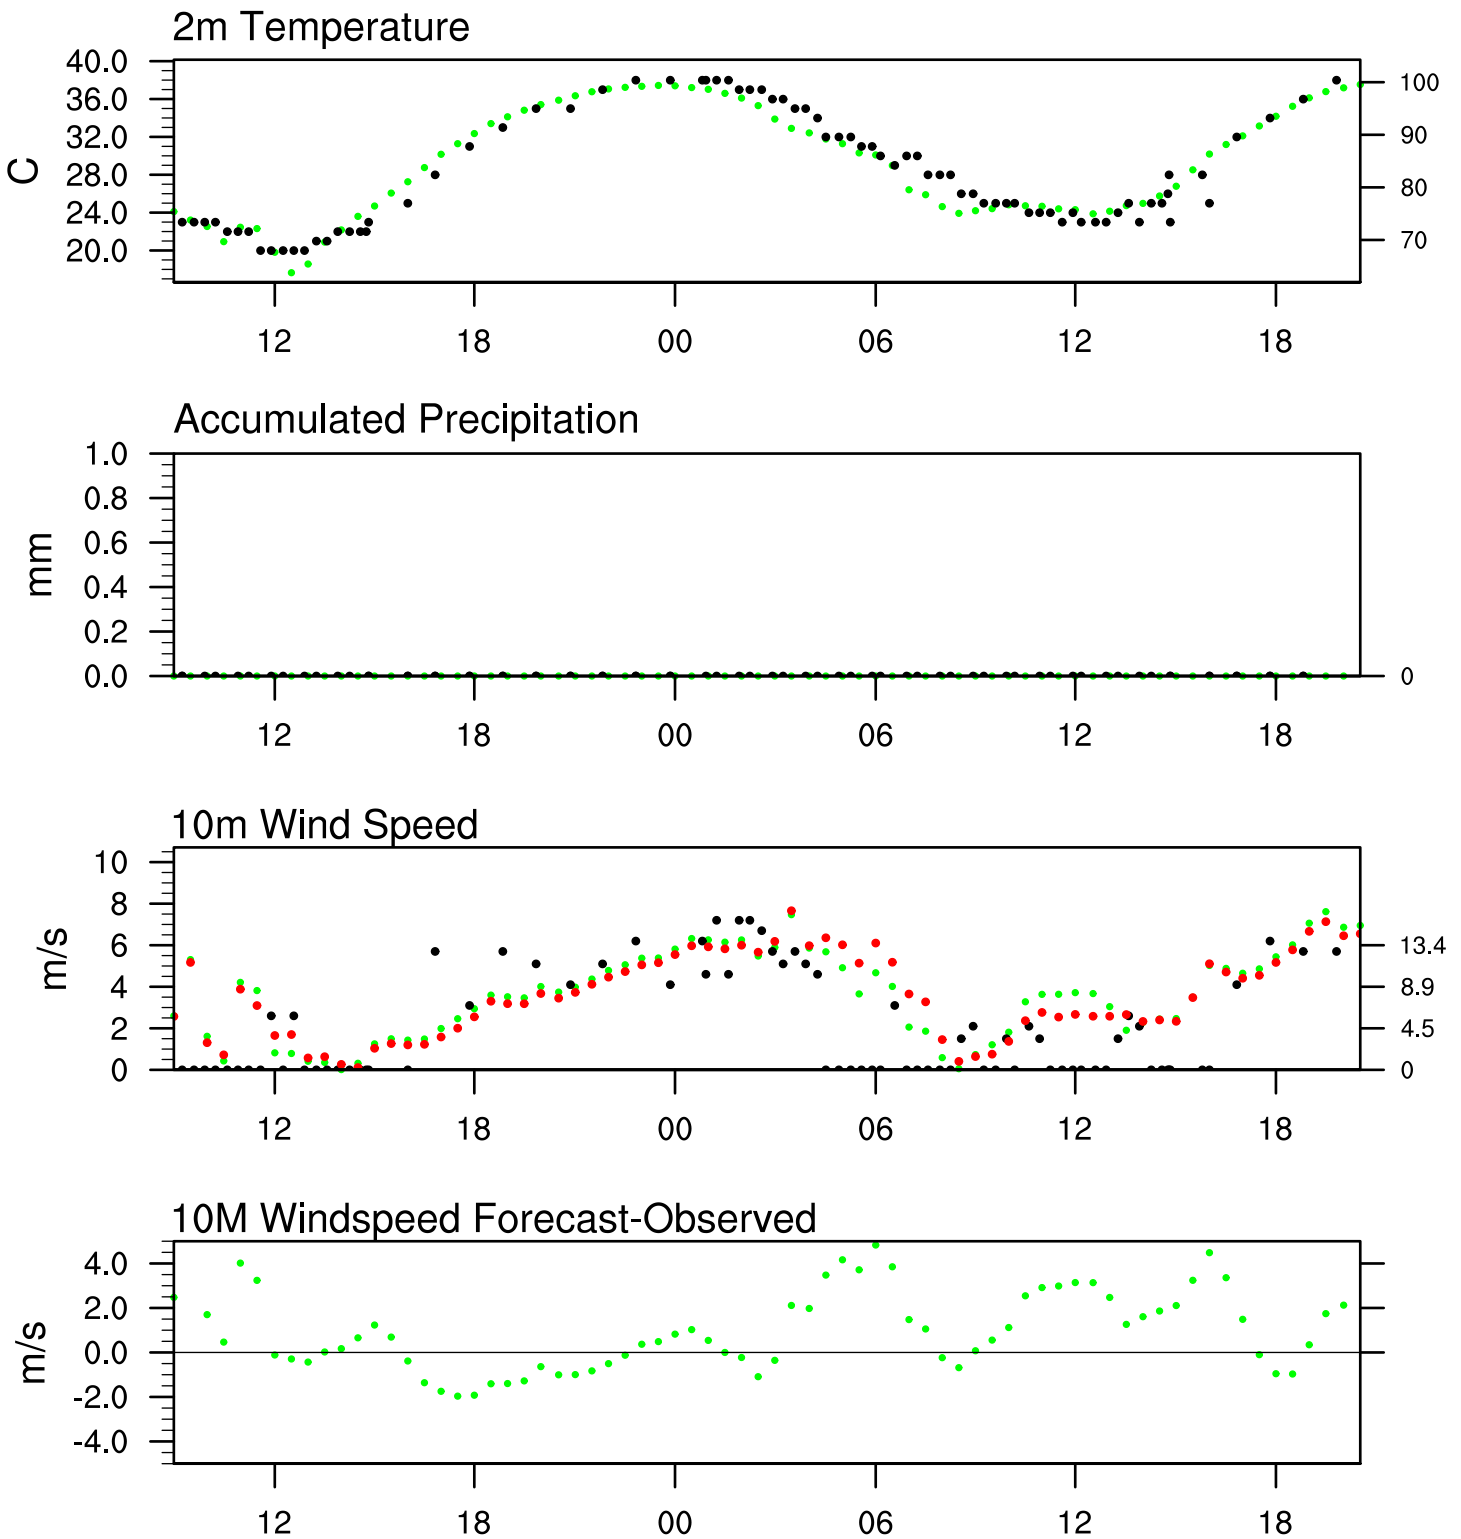 2m Temperature
40.0
36.0
32.0
28.0
24.0
20.0
C
100
90
80
70
12 18 00 06 12 18
Accumulated Precipitation
1.0
0.8
0.6
0.4
0.2
0.0
mm
0
12 18 00 06 12 18
10m Wind Speed
10
8
6
4
2
0
m/s
13.4
8.9
4.5
0
12 18 00 06 12 18
10M Windspeed Forecast-Observed
4.0
2.0
0.0
-2.0
-4.0
m/s
12 18 00 06 12 18